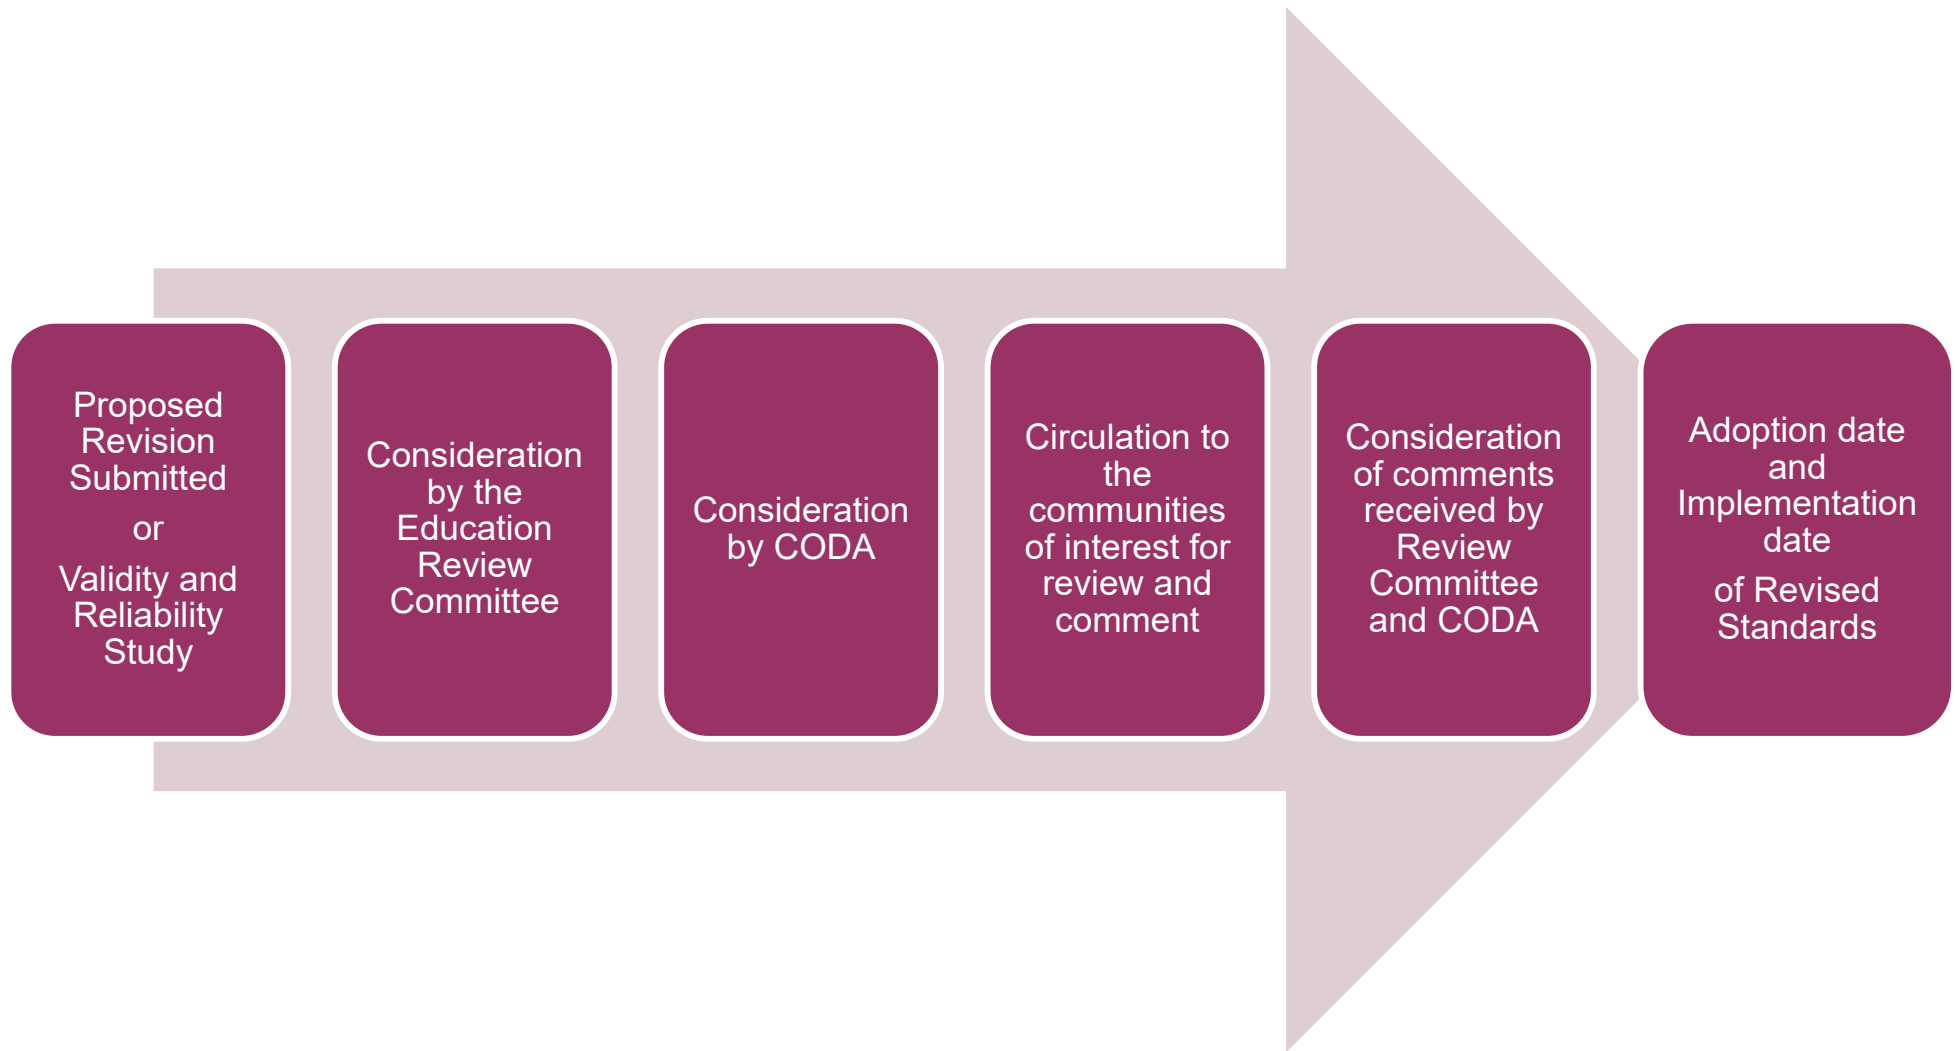 Proposed
Revision
Submitted
or
Validity and
Reliability
Study
Consideration
by the
Education
Review
Committee
Consideration
by CODA
Circulation to
the
communities
of interest for
review and
comment
Consideration
of comments
received by
Review
Committee
and CODA
Adoption date
and
Implementation
date
of Revised
Standards